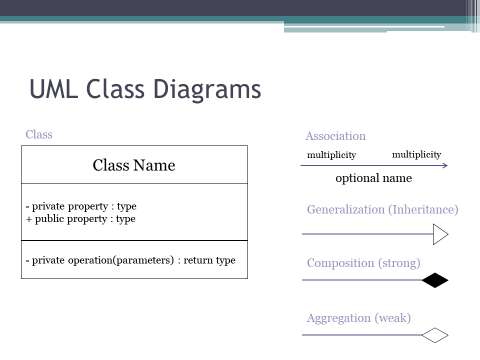 UML Class Diagrams
Class
Class Name
- private property : type
+ public property : type
- private operation(parameters) : return type
Association
multiplicity multiplicity
optional name
Generalization (Inheritance)
Composition (strong)
Aggregation (weak)